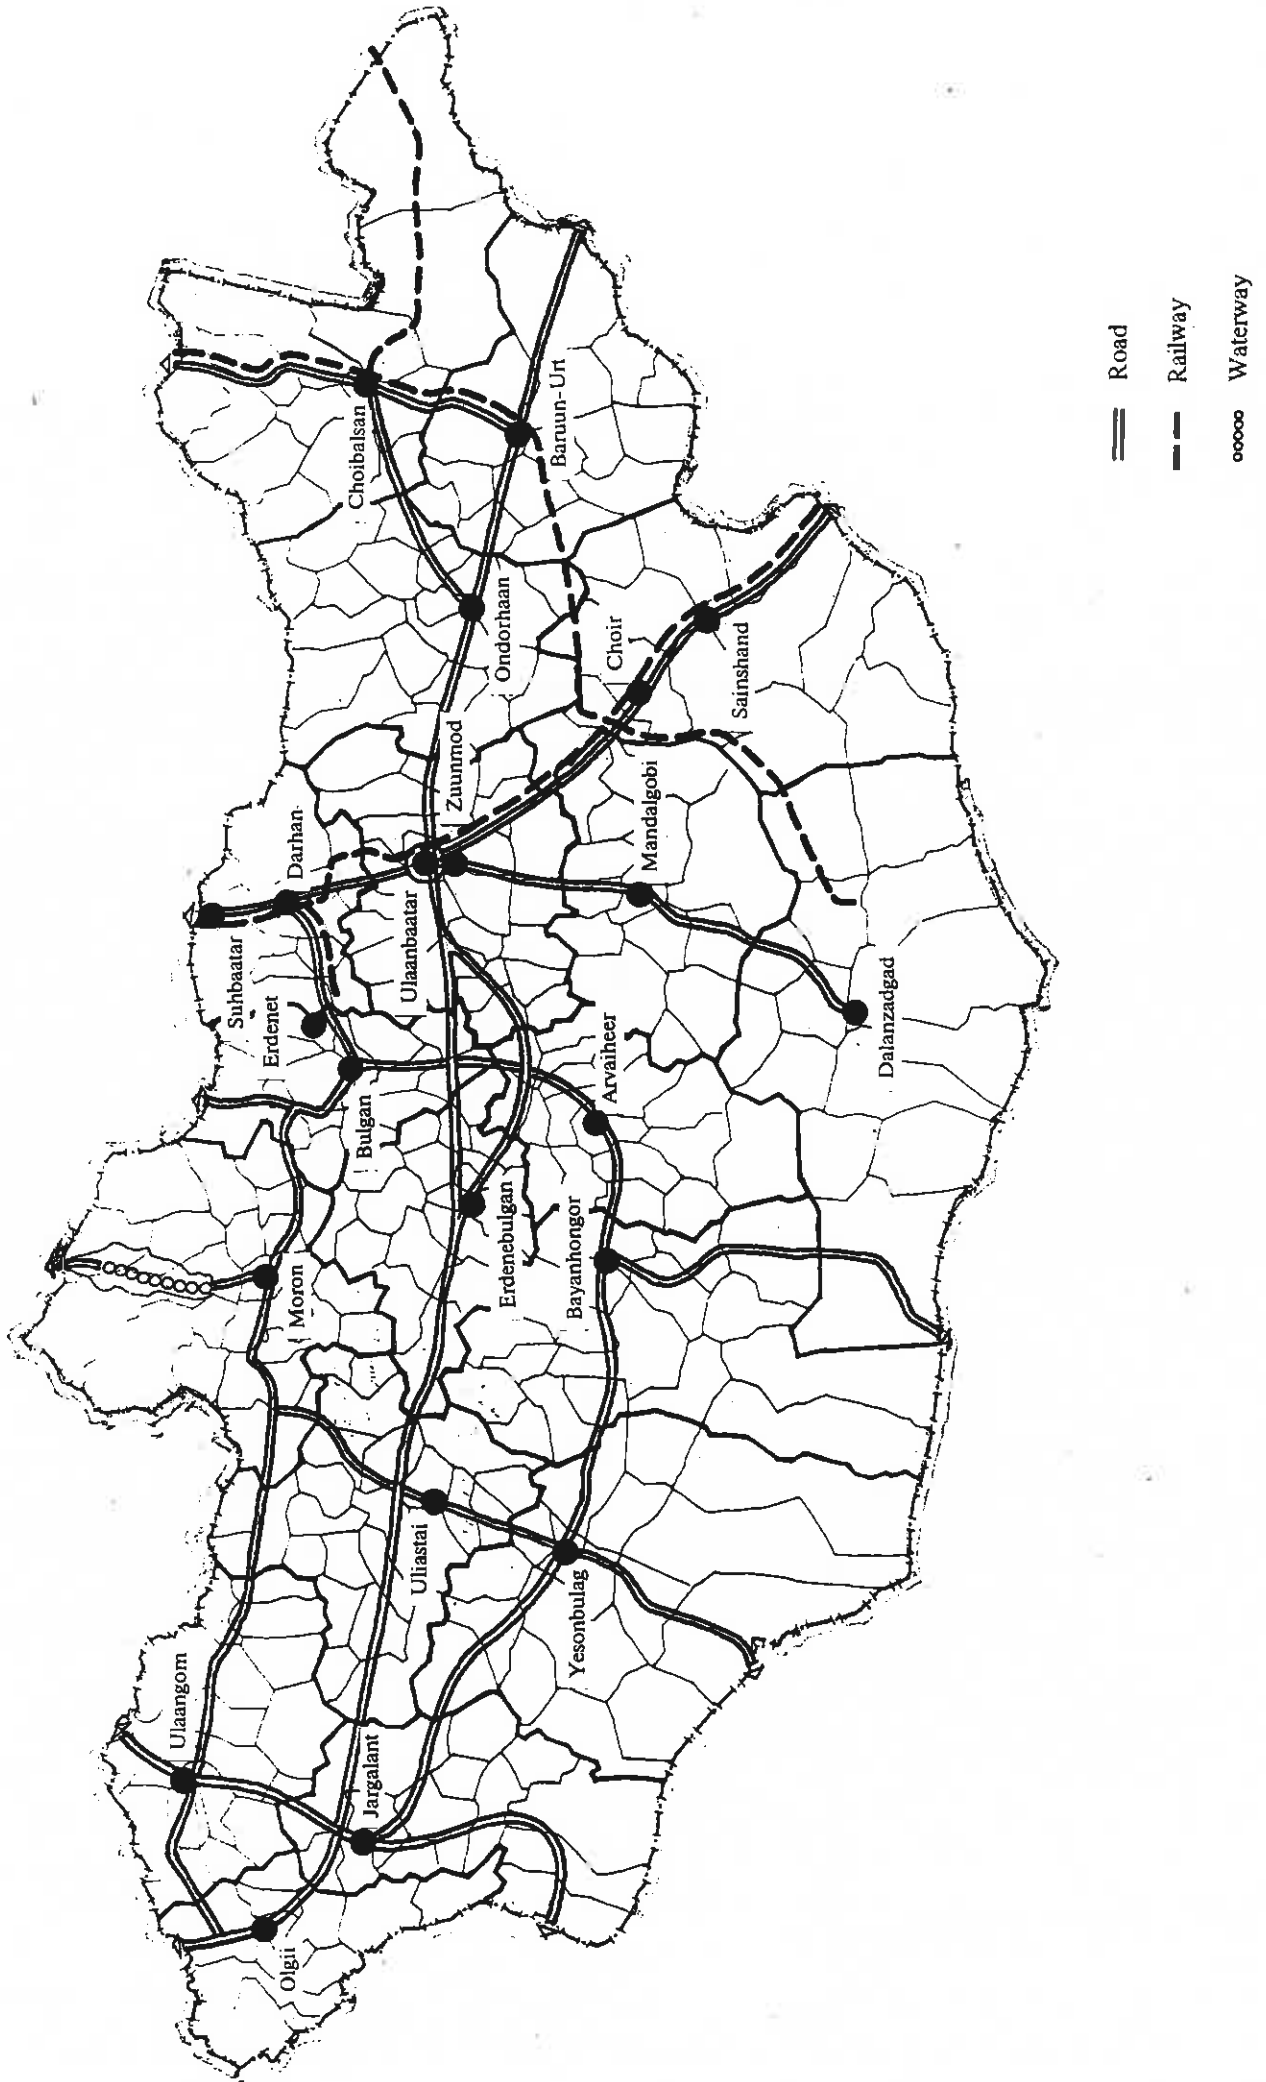 Olgii
Ulaangom
Jargalant
Uliastai
Yesonbulag
Moron
Erdenebulgan
Bayanhongor
Bulgan
Arvaiheer
Erdenet
Suhbaatar
Ulaanbaatar
Dalanzadgad
Darhan
Zuunmod
Mandalgobi
Ondorhaan
Choir
Sainshand
Choibalsan
Baruun-Urt
Road
Railway
Waterway